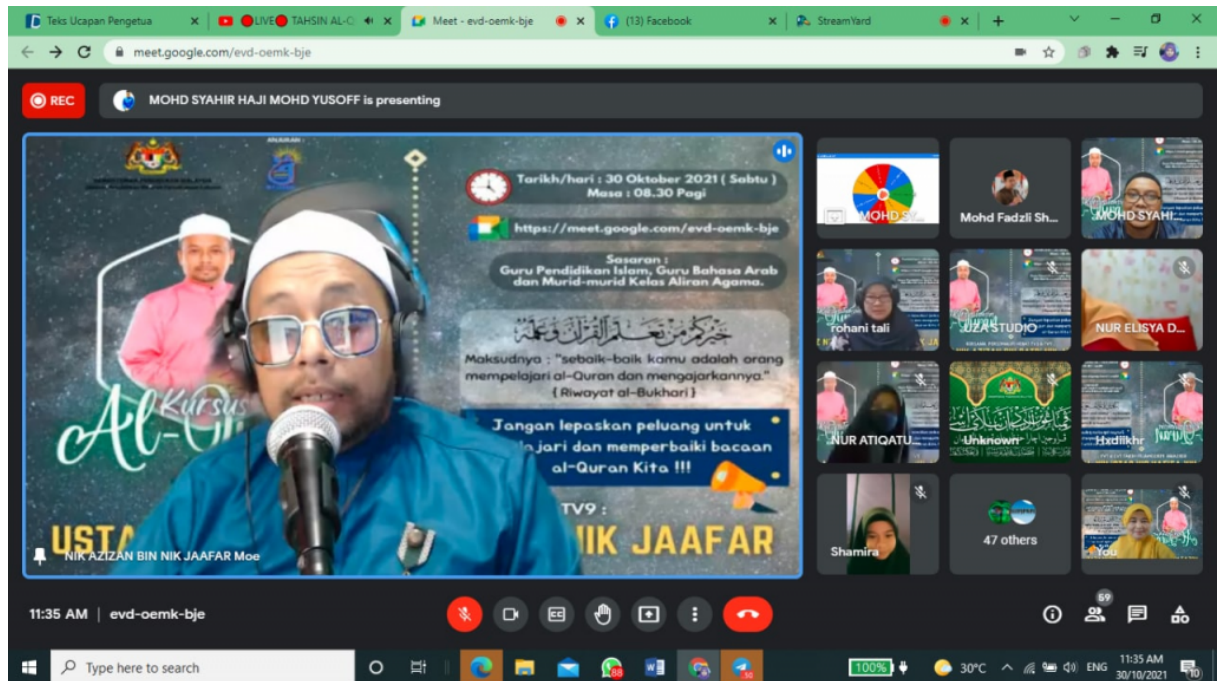 Teks Ucapan Pengetua
LIVE
TAHSIN AL-Q
Meet - evd-oemk-bje
(13) Facebook
StreamYard
meet.google.com/evd-oemk-bje
REC
MOHD SYAHIR HAJI MOHD YUSOFF is presenting
ANJURAN :
Tarikh/hari : 30 Oktober 2021 ( Sabtu )
Masa : 08.30 Pagi
https://meet.google.com/evd-oemk-bje
Sasaran :
Guru Pendidikan Islam, Guru Bahasa Arab
dan Murid-murid Kelas Aliran Agama.
خَيْرُكُمْ مَنْ تَعَلَّمَ الْقُرْآنَ وَعَلَّمَهُ
Maksudnya : "sebaik-baik kamu adalah orang
mempelajari al-Quran dan mengajarkannya."
( Riwayat al-Bukhari )
Kursus
Al-Qu
Jangan lepaskan peluang untuk
jari dan memperbaiki bacaan
al-Quran Kita !!!
TV9 :
USTA
IK JAAFAR
NIK AZIZAN BIN NIK JAAFAR Moe
MOHD SY...
Mohd Fadzli Sh...
MOHD SYAHI...
rohani tali
UZA STUDIO
NUR ELISYA D...
NUR ATIQATU...
Unknown
Hxdiikhr
Shamira
47 others
You
11:35 AM | evd-oemk-bje
59
Type here to search
88
100%
30°C
ENG
11:35 AM
30/10/2021